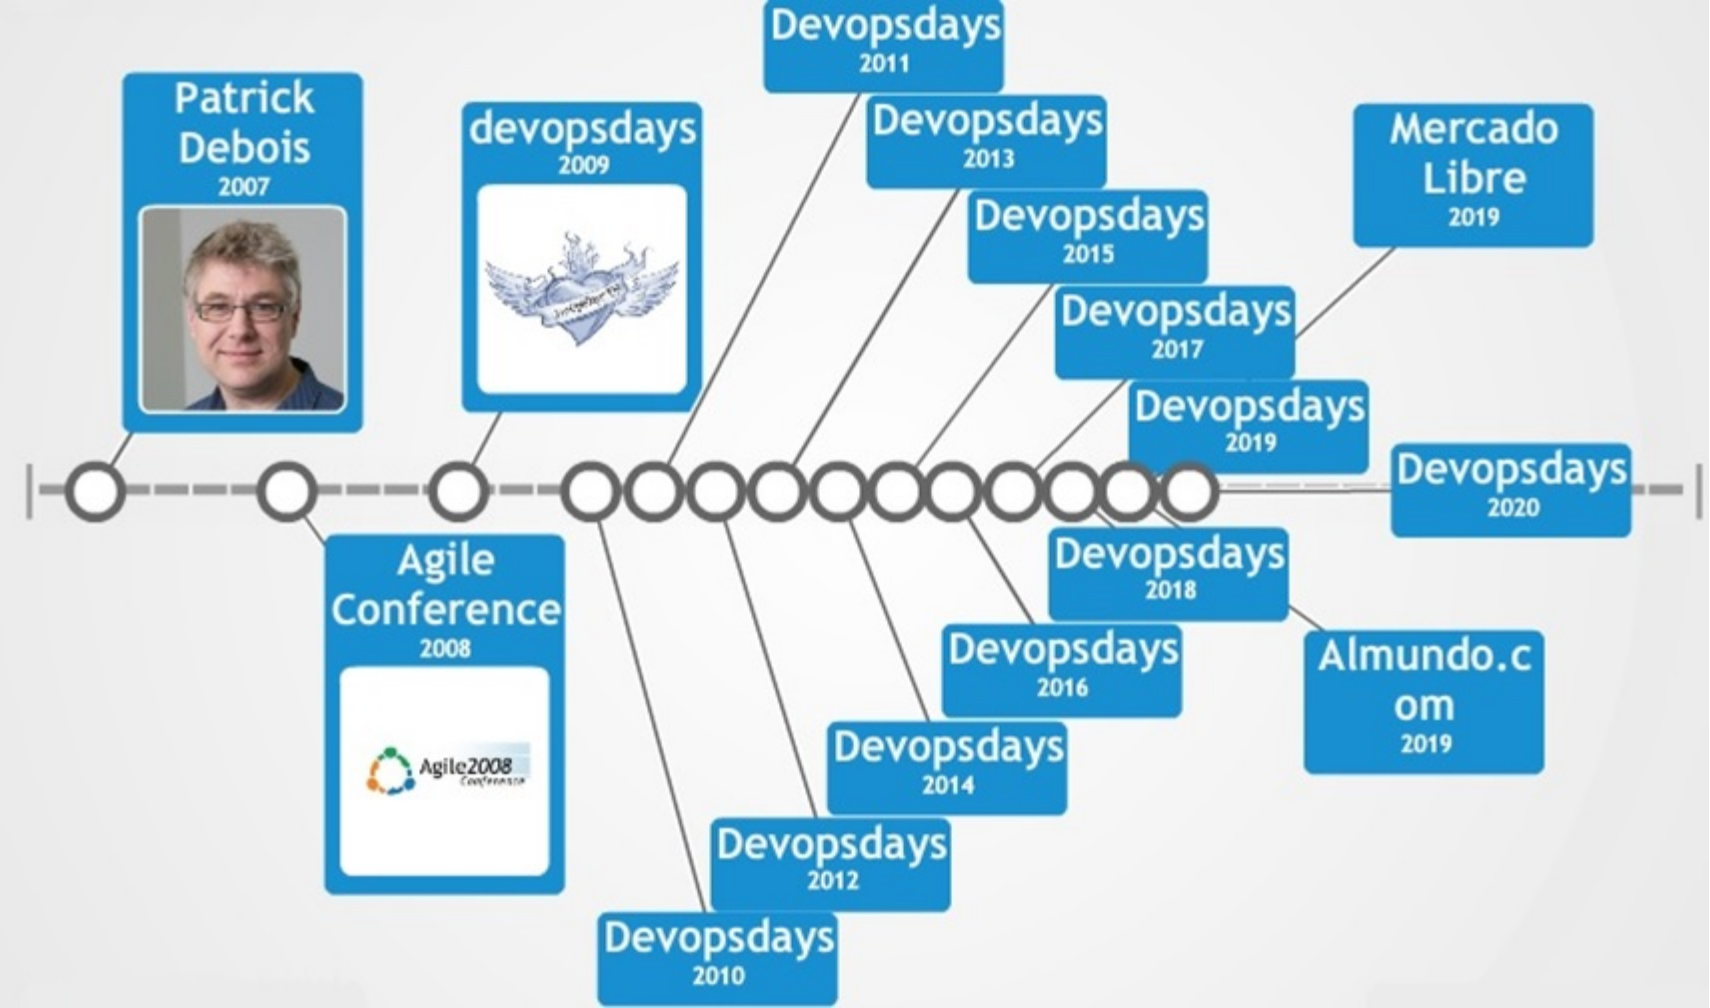 Patrick
Debois
2007
Agile
Conference
2008
Agile2008
Conference
devopsdays
2009
Devopsdays
2010
Devopsdays
2011
Devopsdays
2012
Devopsdays
2013
Devopsdays
2014
Devopsdays
2015
Devopsdays
2016
Devopsdays
2017
Devopsdays
2018
Devopsdays
2019
Mercado
Libre
2019
Almundo.c
om
2019
Devopsdays
2020